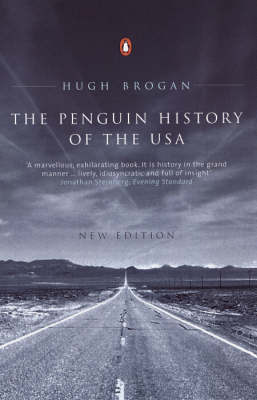 HUGH BROGAN
THE PENGUIN HISTORY
OF THE USA
'A marvellous, exhilarating book. It is history in the grand
manner ... lively, idiosyncratic and full of insight'
Jonathan Steinberg, Evening Standard
NEW EDITION